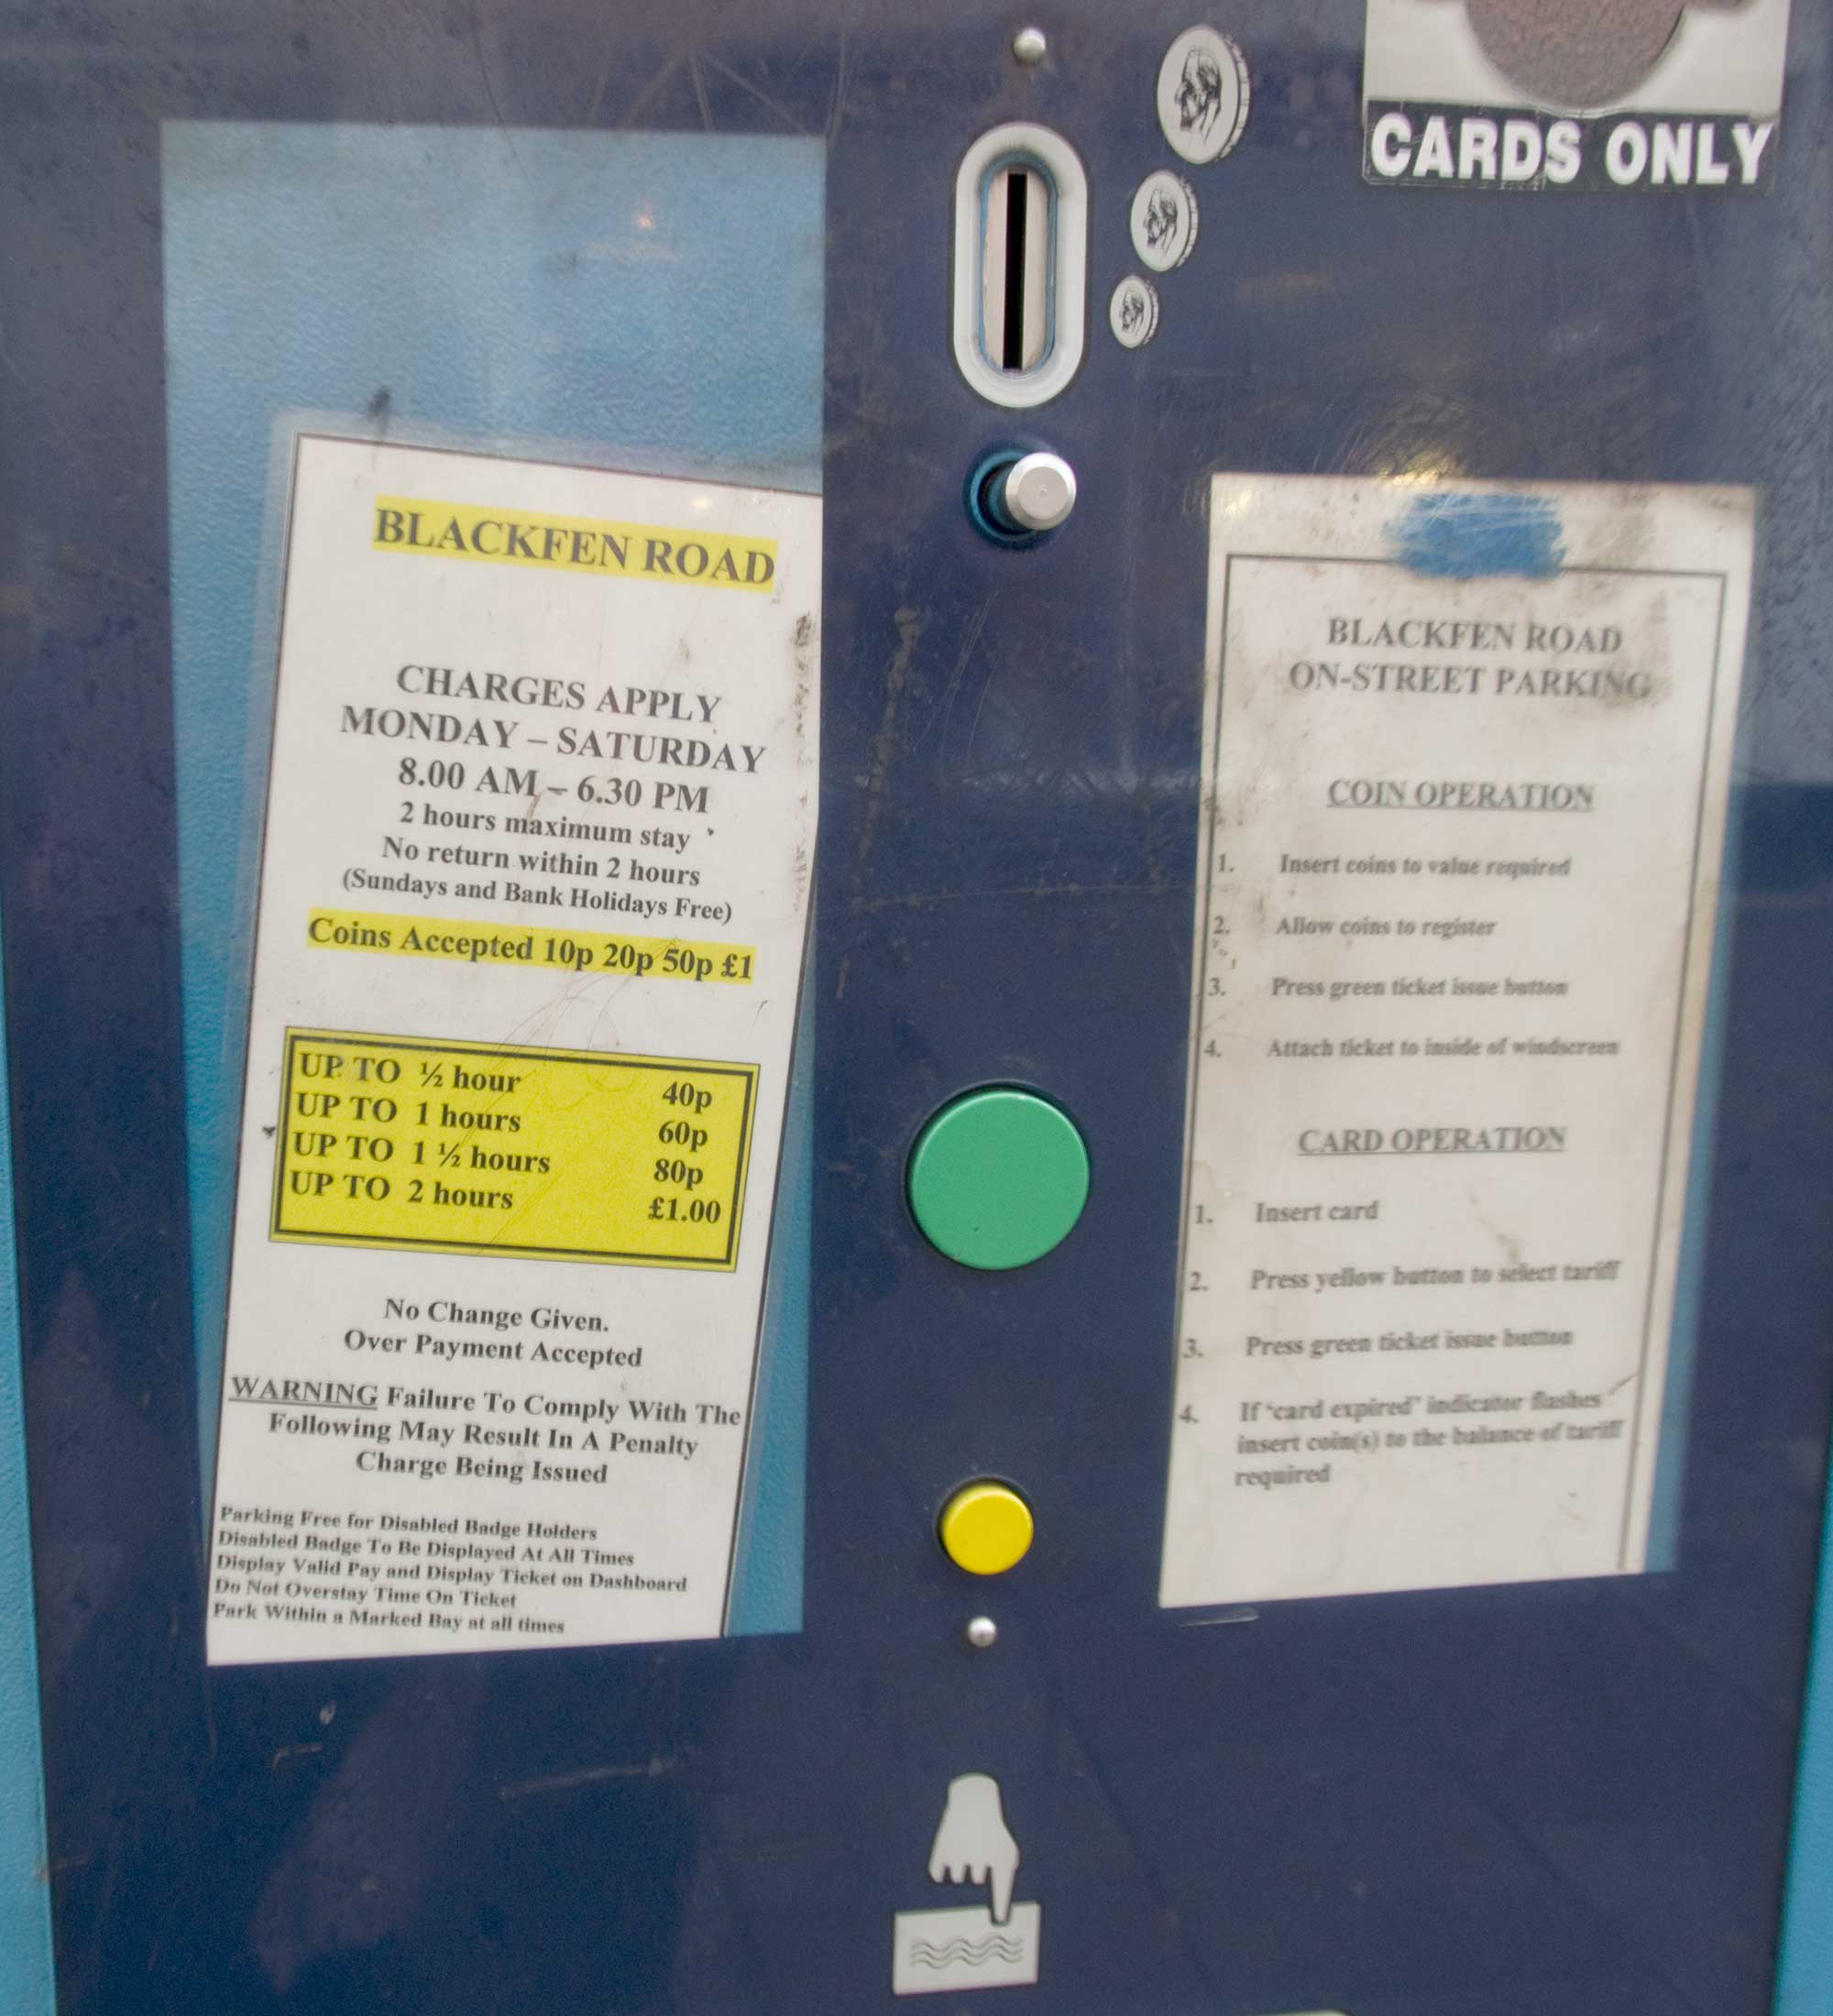 CARDS ONLY
BLACKFEN ROAD
CHARGES APPLY
MONDAY – SATURDAY
8.00 AM – 6.30 PM
2 hours maximum stay
No return within 2 hours
(Sundays and Bank Holidays Free)
Coins Accepted 10p 20p 50p £1
UP TO ½ hour 40p
UP TO 1 hours 60p
UP TO 1 ½ hours 80p
UP TO 2 hours £1.00
No Change Given.
Over Payment Accepted
WARNING Failure To Comply With The
Following May Result In A Penalty
Charge Being Issued
Parking Free for Disabled Badge Holders
Disabled Badge To Be Displayed At All Times
Display Valid Pay and Display Ticket on Dashboard
Do Not Overstay Time On Ticket
Park Within a Marked Bay at all times
BLACKFEN ROAD
ON-STREET PARKING
COIN OPERATION
1. Insert coins to value required
2. Allow coins to register
3. Press green ticket issue button
4. Attach ticket to inside of windscreen
CARD OPERATION
1. Insert card
2. Press yellow button to select tariff
3. Press green ticket issue button
4. If "card expired" indicator flashes
insert coin(s) to the balance of tariff
required